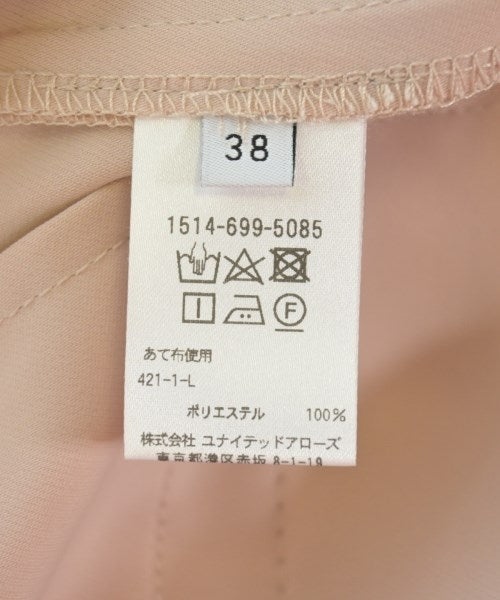 38
1514-699-5085
F
あて布使用
421-1-L
ポリエステル 100%
株式会社 ユナイテッドアローズ
東京都港区赤坂 8-1-19